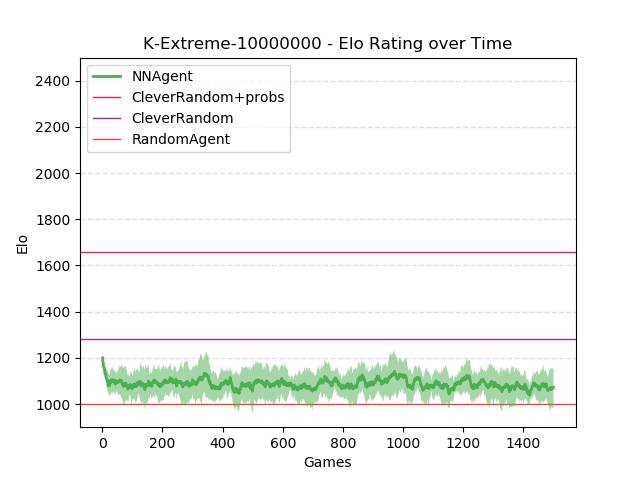 K-Extreme-10000000 - Elo Rating over Time
NNAgent
CleverRandom+probs
CleverRandom
RandomAgent
2400
2200
2000
1800
1600
1400
1200
1000
Elo
0
200
400
600
800
1000
1200
1400
Games